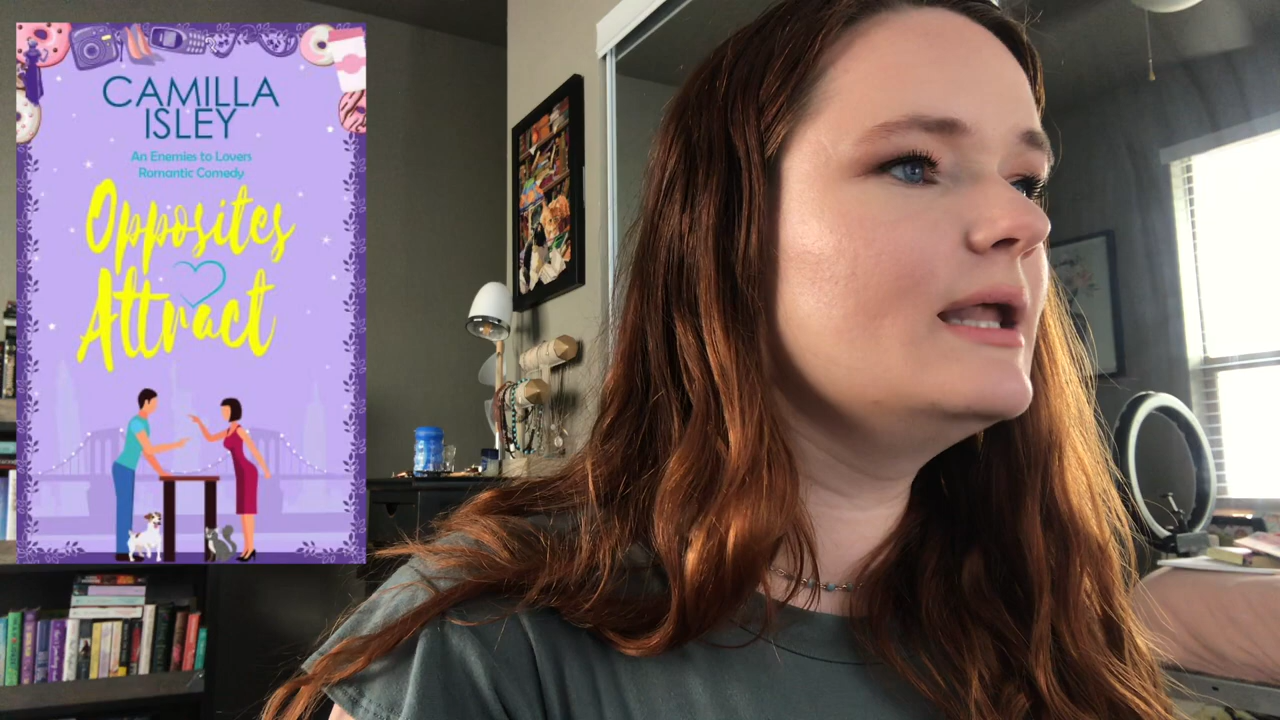 CAMILLA
ISLEY
An Enemies to Lovers
Romantic Comedy
Opposites
Attract